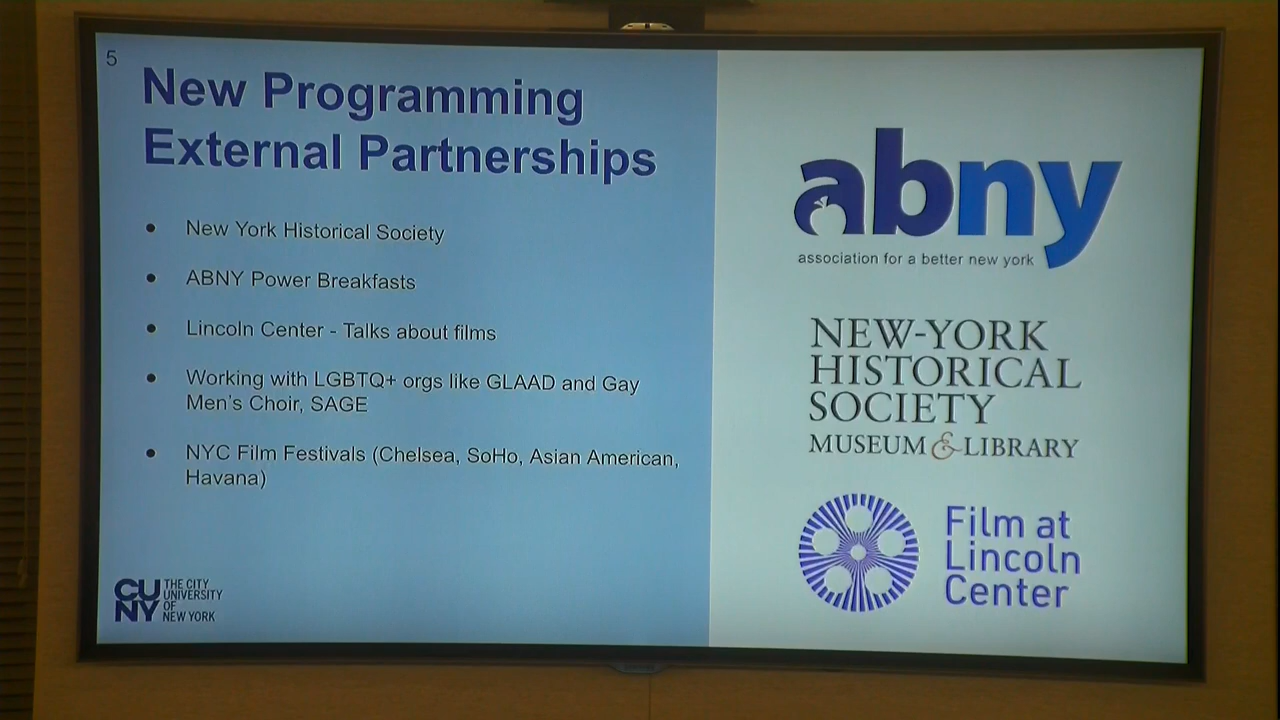 5
New Programming
External Partnerships
• New York Historical Society
• ABNY Power Breakfasts
• Lincoln Center - Talks about films
• Working with LGBTQ+ orgs like GLAAD and Gay
Men's Choir, SAGE
• NYC Film Festivals (Chelsea, SoHo, Asian American,
Havana)
CU
NY
THE CITY
UNIVERSITY
OF
NEW YORK
abny
association for a better new york
NEW-YORK
HISTORICAL
SOCIETY
MUSEUM & LIBRARY
Film at
Lincoln
Center